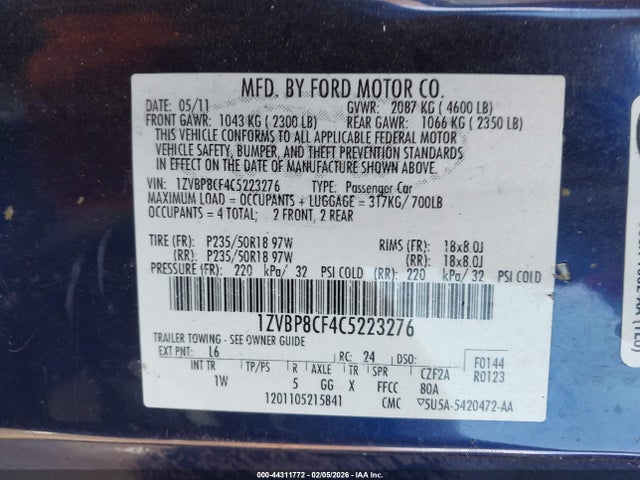 MFD. BY FORD MOTOR CO.
DATE: 05/11 GVWR: 2087 KG ( 4600 LB)
FRONT GAWR: 1043 KG ( 2300 LB) REAR GAWR: 1066 KG ( 2350 LB)
THIS VEHICLE CONFORMS TO ALL APPLICABLE FEDERAL MOTOR
VEHICLE SAFETY, BUMPER, AND THEFT PREVENTION STANDARDS
IN EFFECT ON THE DATE OF MANUFACTURE SHOWN ABOVE.
VIN: 1ZVBP8CF4C5223276 TYPE: Passenger Car
MAXIMUM LOAD = OCCUPANTS + LUGGAGE = 317KG/ 700LB
OCCUPANTS = 4 TOTAL; 2 FRONT, 2 REAR
TIRE (FR): P235/50R18 97W RIMS (FR): 18x8.0J
(RR): P235/50R18 97W (RR): 18x8.0J
PRESSURE (FR): 220 kPa/ 32 PSI COLD (RR): 220 kPa/ 32 PSI COLD
1ZVBP8CF4C5223276
TRAILER TOWING - SEE OWNER GUIDE
EXT PNT: L6 RC: 24 DSO: F0144
INT TR TP/PS R AXLE TR SPR CZF2A R0123
1W 5 GG X FFCC 80A
1201105215841 CMC 5U5A-5420472-AA
000-44311772 - 02/05/2026 - IAA Inc.